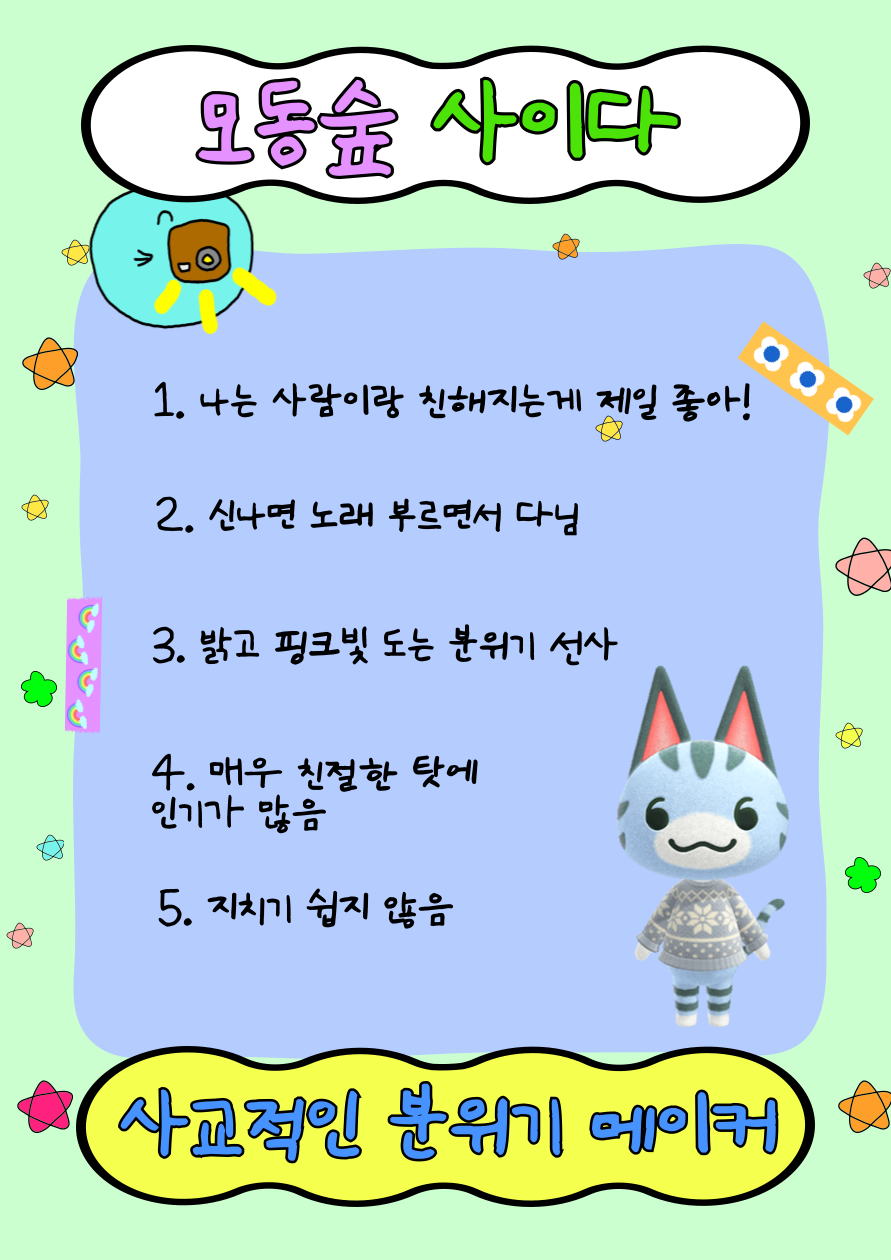 모동숲 사이다
1. 나는 사람이랑 친해지는게 제일 좋아!
2. 신나면 노래 부르면서 다님
3. 밝고 핑크빛 도는 분위기 선사
4. 매우 친절한 탓에
인기가 많음
5. 지치기 쉽지 않음
사교적인 분위기 메이커